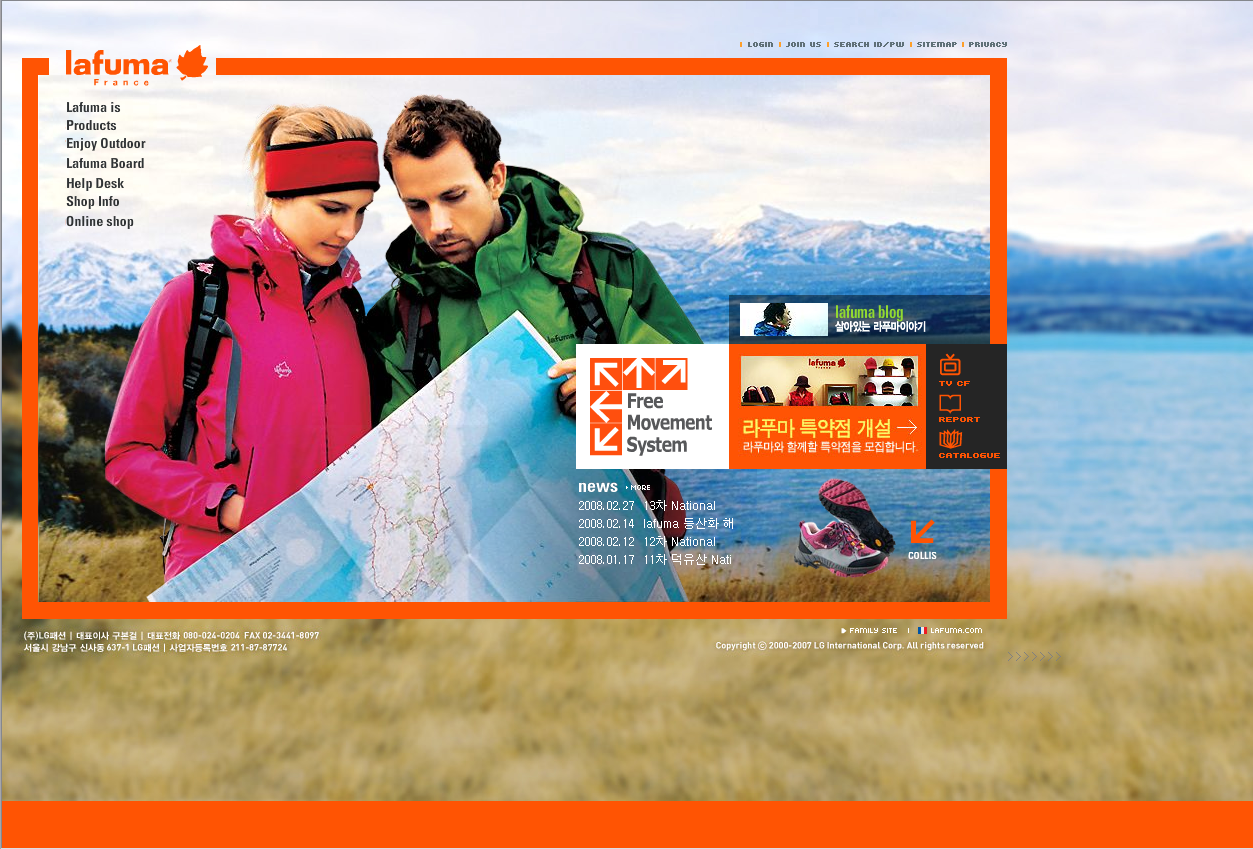 LOGIN JOIN US SEARCH ID/PW SITEMAP PRIVACY
lafuma
France
Lafuma is
Products
Enjoy Outdoor
Lafuma Board
Help Desk
Shop Info
Online shop
lafuma blog
살아있는 라푸마이야기
lafuma
lafuma
lafuma
Free
Movement
System
라푸마 특약점 개설
라푸마와 함께할 특약점을 모집합니다.
TV CF
REPORT
CATALOGUE
news MORE
2008.02.27 13차 National
2008.02.14 lafuma 등산화 해
2008.02.12 12차 National
2008.01.17 11차 덕유산 Nati
COLLIS
(주)LG패션 | 대표이사 구본걸 | 대표전화 080-024-0204 FAX 02-3441-8097
서울시 강남구 신사동 637-1 LG패션 | 사업자등록번호 211-87-87724
FAMILY SITE | LAFUMA.COM
Copyright ⓒ 2000-2007 LG International Corp. All rights reserved